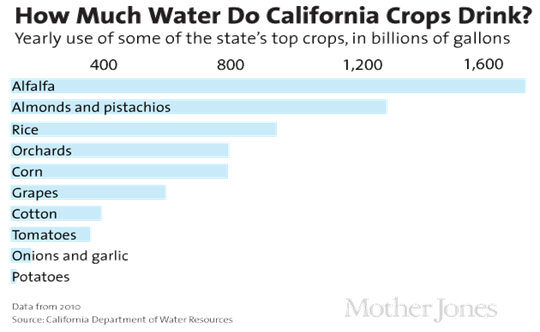 How Much Water Do California Crops Drink?
Yearly use of some of the state's top crops, in billions of gallons
400 800 1,200 1,600
Alfalfa
Almonds and pistachios
Rice
Orchards
Corn
Grapes
Cotton
Tomatoes
Onions and garlic
Potatoes
Data from 2010
Source: California Department of Water Resources
Mother Jones